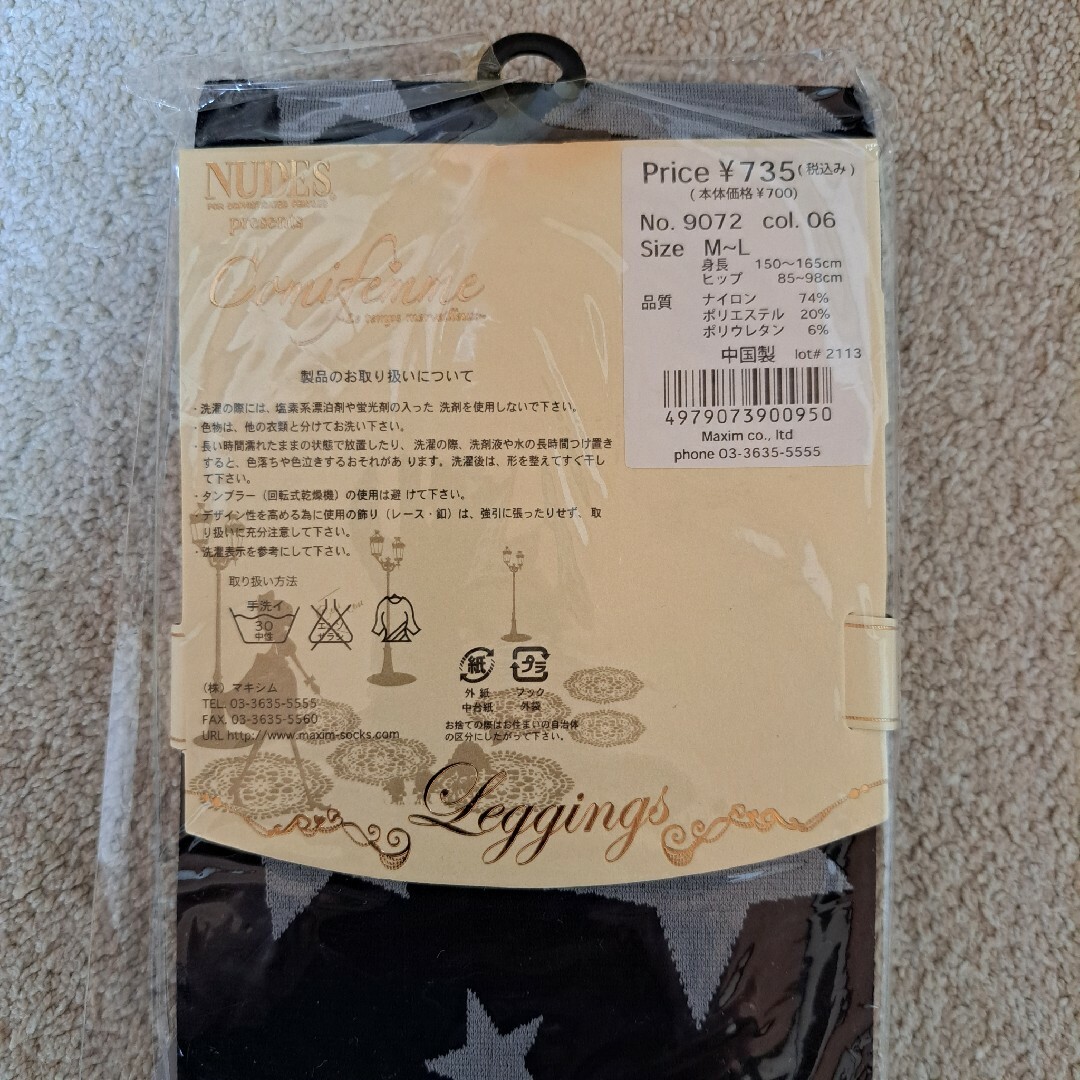 NUDES
presents
Comifemme
~Le temps merveilleux~
Price ¥735(税込み)
(本体価格¥700)
No. 9072 col. 06
Size M~L
身長 150～165cm
ヒップ 85~98cm
品質 ナイロン 74%
ポリエステル 20%
ポリウレタン 6%
中国製 lot# 2113
4979073900950
Maxim co., ltd
phone 03-3635-5555
製品のお取り扱いについて
・洗濯の際には、塩素系漂泊剤や蛍光剤の入った 洗剤を使用しないで下さい。
・色物は、他の衣類と分けてお洗い下さい。
・長い時間濡れたままの状態で放置したり、 洗濯の際、洗剤液や水の長時間つけ置き
すると、色落ちや色泣きするおそれがあ ります。洗濯後は、形を整えてすぐ干し
て下さい。
・タンブラー（回転式乾燥機）の使用は避 けて下さい。
・デザイン性を高める為に使用の飾り（レース・釦）は、強引に張ったりせず、 取
り扱いに充分注意して下さい。
・洗濯表示を参考にして下さい。
取り扱い方法
手洗イ
30
中性
エンソ
サラシ
紙
プラ
外 紙
中台紙
フック
外袋
お捨ての際はお住まいの自治体
の区分にしたがって下さい。
（株）マキシム
TEL. 03-3635-5555
FAX. 03-3635-5560
URL http://www.maxim-socks.com
Leggings